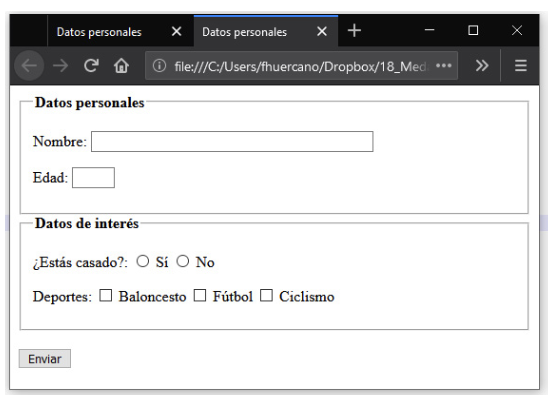 Datos personales
Datos personales
file:///C:/Users/fhuercano/Dropbox/18_Med
Datos personales
Nombre:
Edad:
Datos de interés
¿Estás casado?: Sí No
Deportes: Baloncesto Fútbol Ciclismo
Enviar